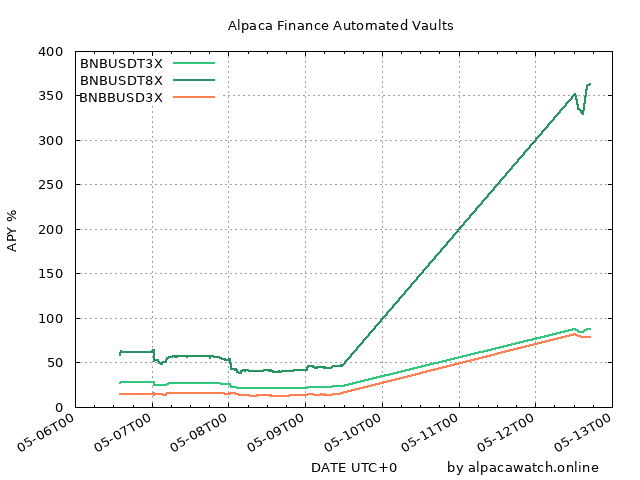 Alpaca Finance Automated Vaults
BNBUSDT3X
BNBUSDT8X
BNBBUSD3X
400
350
300
250
200
150
100
50
0
APY %
05-06T00
05-07T00
05-08T00
05-09T00
05-10T00
05-11T00
05-12T00
05-13T00
DATE UTC+0
by alpacawatch.online